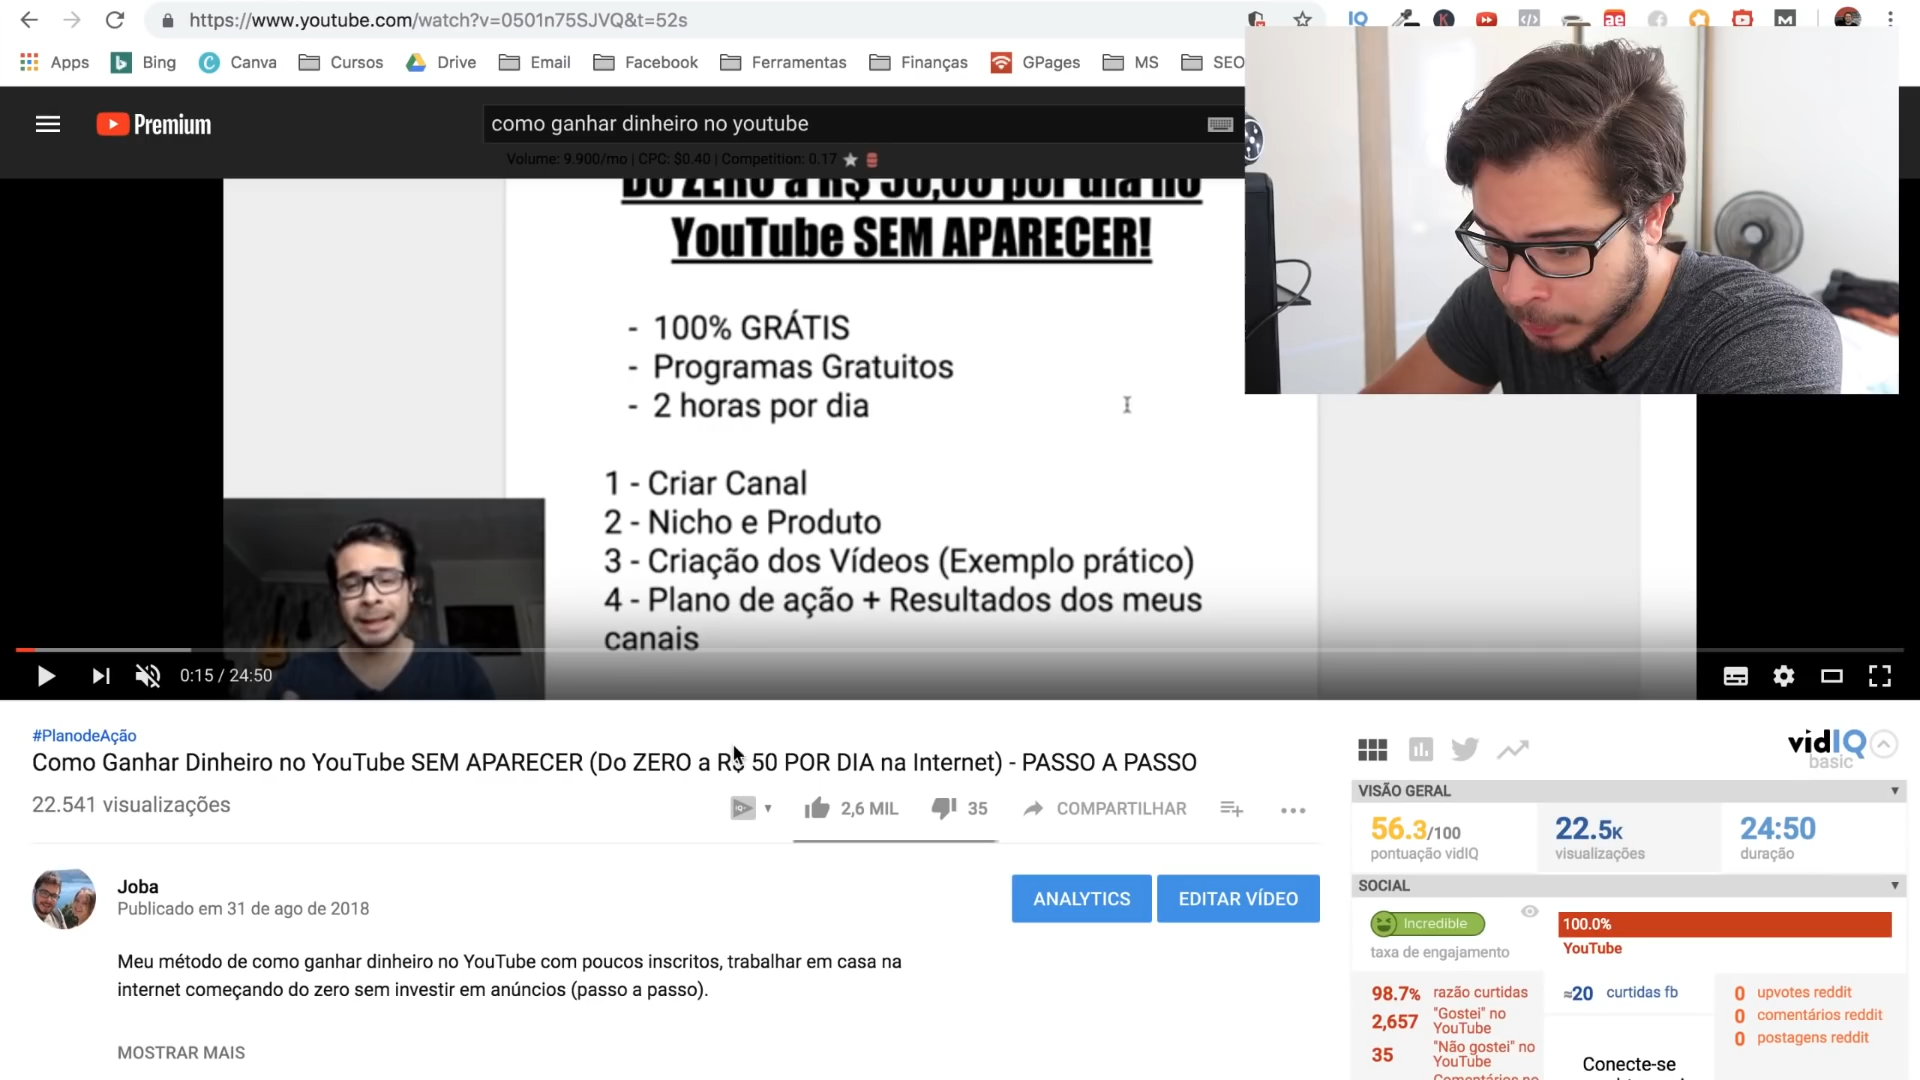 https://www.youtube.com/watch?v=0501n75SJVQ&t=52s
Apps Bing Canva Cursos Drive Email Facebook Ferramentas Finanças GPages MS SEO
Premium
como ganhar dinheiro no youtube
Volume: 9.900/mo | CPC: $0.40 | Competition: 0.17
Do ZERO a R$ 50,00 por dia no
YouTube SEM APARECER!
- 100% GRÁTIS
- Programas Gratuitos
- 2 horas por dia
1 - Criar Canal
2 - Nicho e Produto
3 - Criação dos Vídeos (Exemplo prático)
4 - Plano de ação + Resultados dos meus
canais
0:15 / 24:50
#PlanodeAção
Como Ganhar Dinheiro no YouTube SEM APARECER (Do ZERO a R$ 50 POR DIA na Internet) - PASSO A PASSO
22.541 visualizações
2,6 MIL 35 COMPARTILHAR
Joba
Publicado em 31 de ago de 2018
ANALYTICS EDITAR VÍDEO
Meu método de como ganhar dinheiro no YouTube com poucos inscritos, trabalhar em casa na
internet começando do zero sem investir em anúncios (passo a passo).
MOSTRAR MAIS
vidIQ
basic
VISÃO GERAL
56.3/100 22.5K 24:50
pontuação vidIQ visualizações duração
SOCIAL
Incredible 100.0%
taxa de engajamento YouTube
98.7% razão curtidas ≈20 curtidas fb 0 upvotes reddit
2,657 "Gostei" no YouTube 0 comentários reddit
35 "Não gostei" no YouTube 0 postagens reddit
Comentários no
Conecte-se